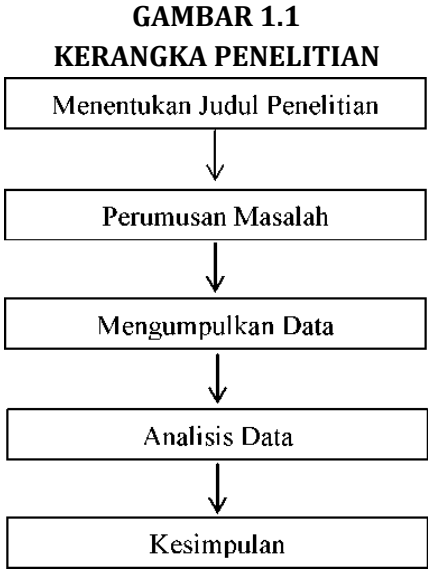 GAMBAR 1.1
KERANGKA PENELITIAN
Menentukan Judul Penelitian
Perumusan Masalah
Mengumpulkan Data
Analisis Data
Kesimpulan